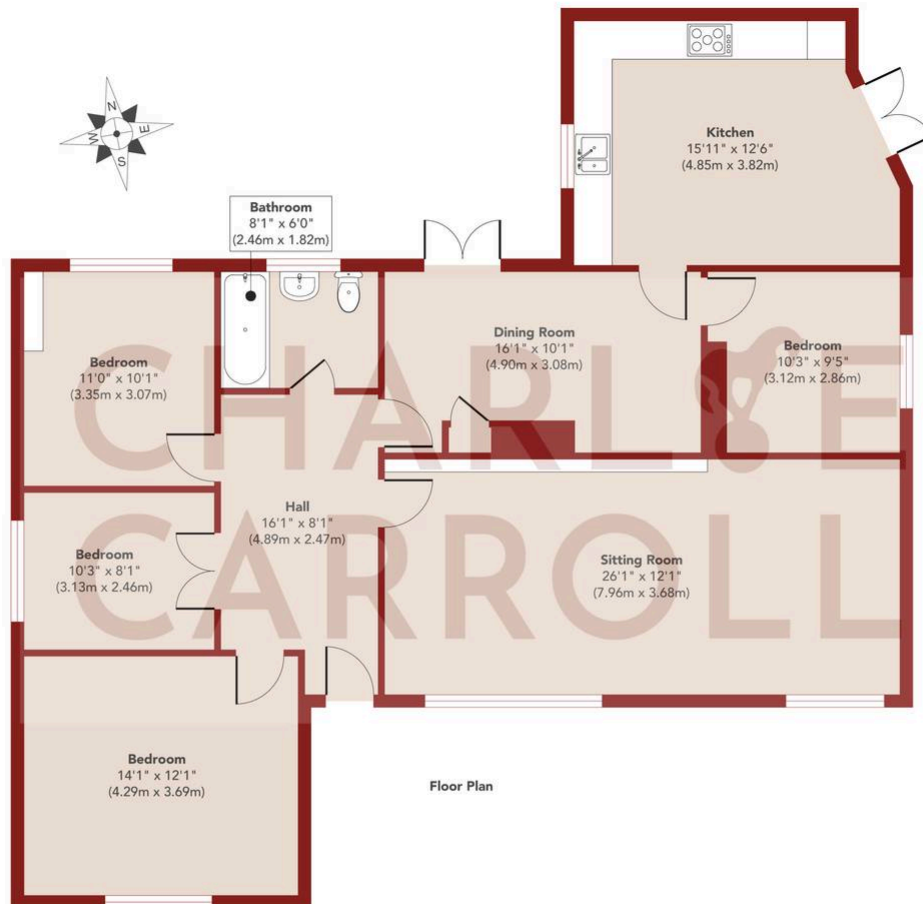 Kitchen
15'11" x 12'6"
(4.85m x 3.82m)
N
W E
S
Bathroom
8'1" x 6'0"
(2.46m x 1.82m)
Bedroom
11'0" x 10'1"
(3.35m x 3.07m)
Dining Room
16'1" x 10'1"
(4.90m x 3.08m)
Bedroom
10'3" x 9'5"
(3.12m x 2.86m)
CHARLIE
CARROLL
Hall
16'1" x 8'1"
(4.89m x 2.47m)
Bedroom
10'3" x 8'1"
(3.13m x 2.46m)
Sitting Room
26'1" x 12'1"
(7.96m x 3.68m)
Bedroom
14'1" x 12'1"
(4.29m x 3.69m)
Floor Plan